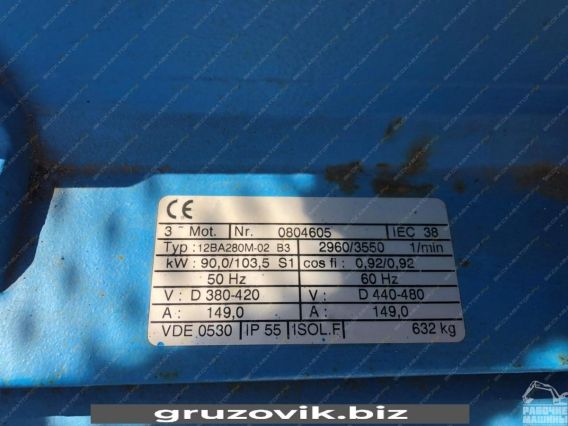 CE
3 ~ Mot. Nr. 0804605 IEC 38
Typ : 12BA280M-02 B3 2960/3550 1/min
kW : 90,0/103,5 S1 cos fi : 0,92/0,92
50 Hz 60 Hz
V : D 380-420 V : D 440-480
A : 149,0 A : 149,0
VDE 0530 IP 55 ISOL.F. 632 kg
РАБОЧИЕ
МАШИНЫ
gruzovik.biz